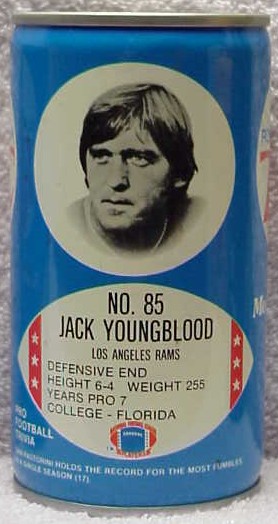 NO. 85
JACK YOUNGBLOOD
LOS ANGELES RAMS
DEFENSIVE END
HEIGHT 6-4 WEIGHT 255
YEARS PRO 7
COLLEGE - FLORIDA
PRO
FOOTBALL
TRIVIA
PASTORINI HOLDS THE RECORD FOR THE MOST FUMBLES
A SINGLE SEASON (17).